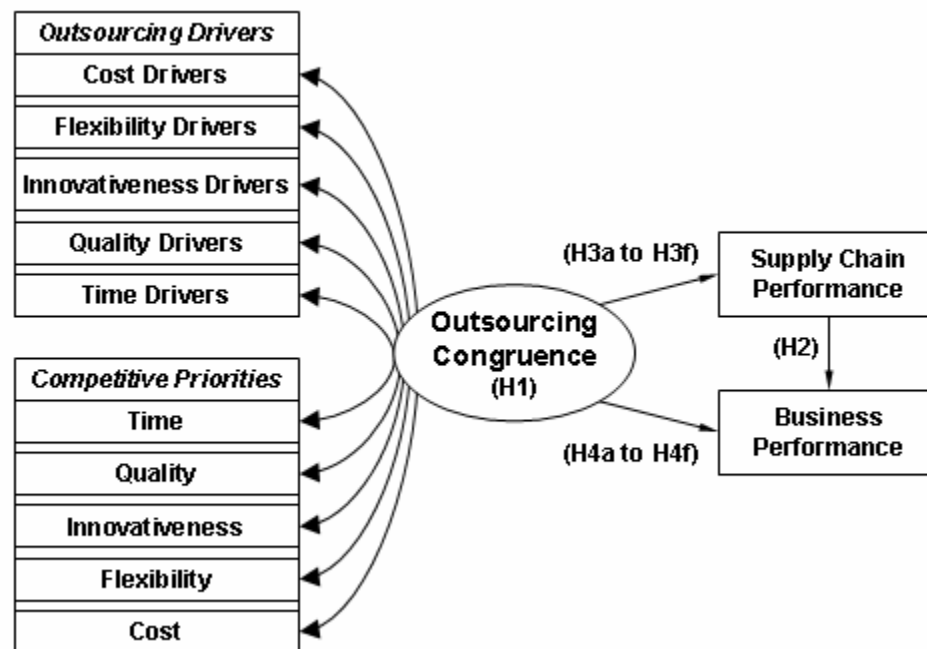 Outsourcing Drivers
Cost Drivers
Flexibility Drivers
Innovativeness Drivers
Quality Drivers
Time Drivers
Competitive Priorities
Time
Quality
Innovativeness
Flexibility
Cost
Outsourcing
Congruence
(H1)
(H3a to H3f)
(H4a to H4f)
Supply Chain
Performance
(H2)
Business
Performance